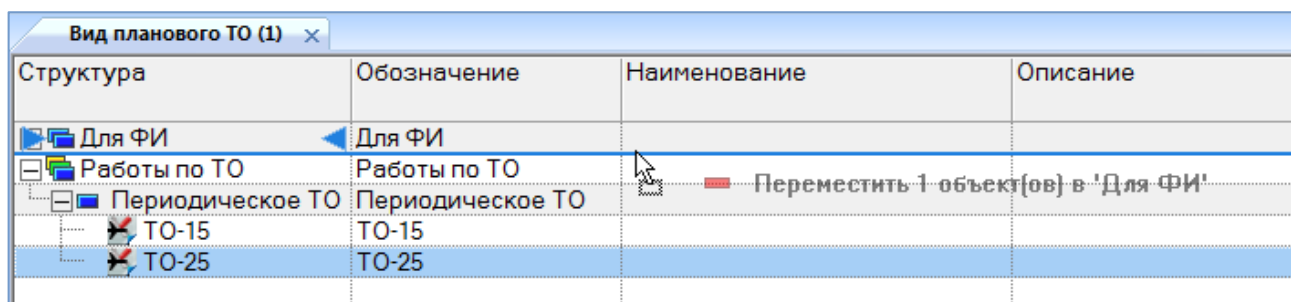 Вид планового ТО (1)
Структура Обозначение Наименование Описание
Для ФИ Для ФИ
Работы по ТО Работы по ТО
Переместить 1 объект(ов) в 'Для ФИ'
Периодическое ТО Периодическое ТО
ТО-15 ТО-15
ТО-25 ТО-25